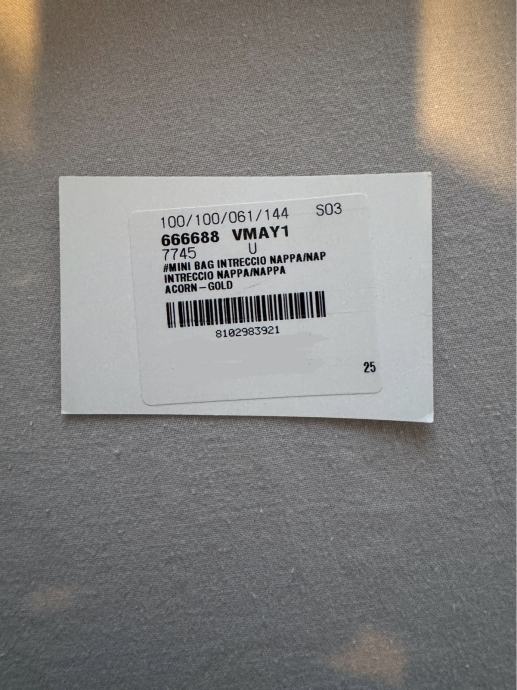 100/100/061/144 S03
666688 VMAY1
7745 U
#MINI BAG INTRECCIO NAPPA/NAP
INTRECCIO NAPPA/NAPPA
ACORN-GOLD
8102983921
25